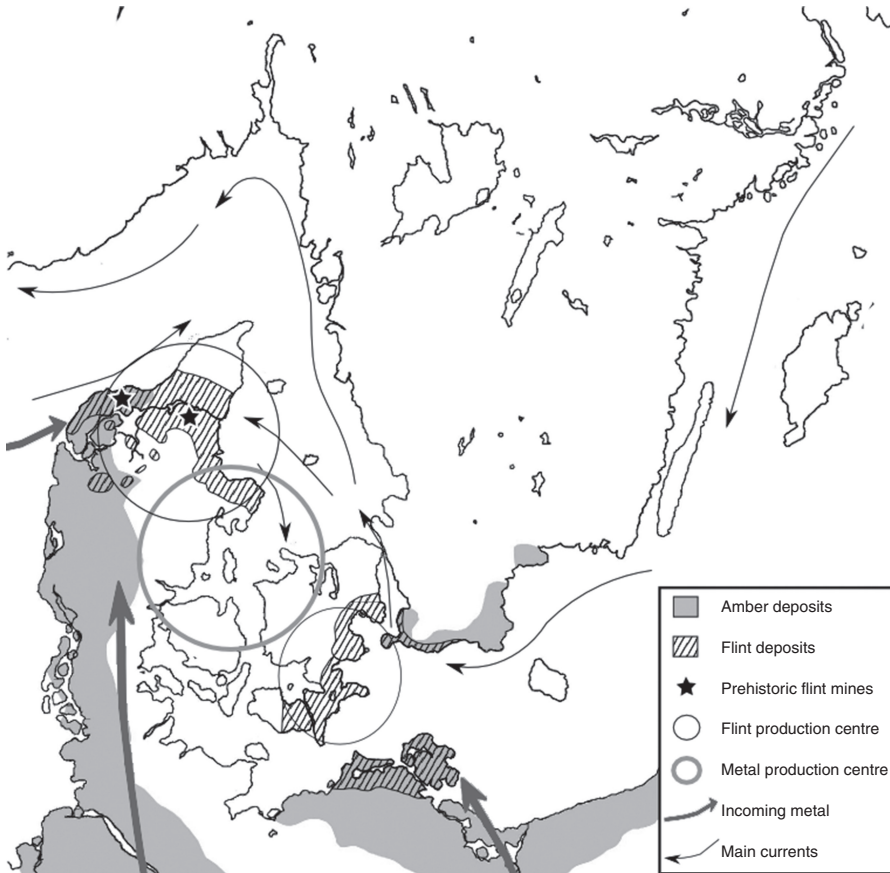 Amber deposits
Flint deposits
Prehistoric flint mines
Flint production centre
Metal production centre
Incoming metal
Main currents